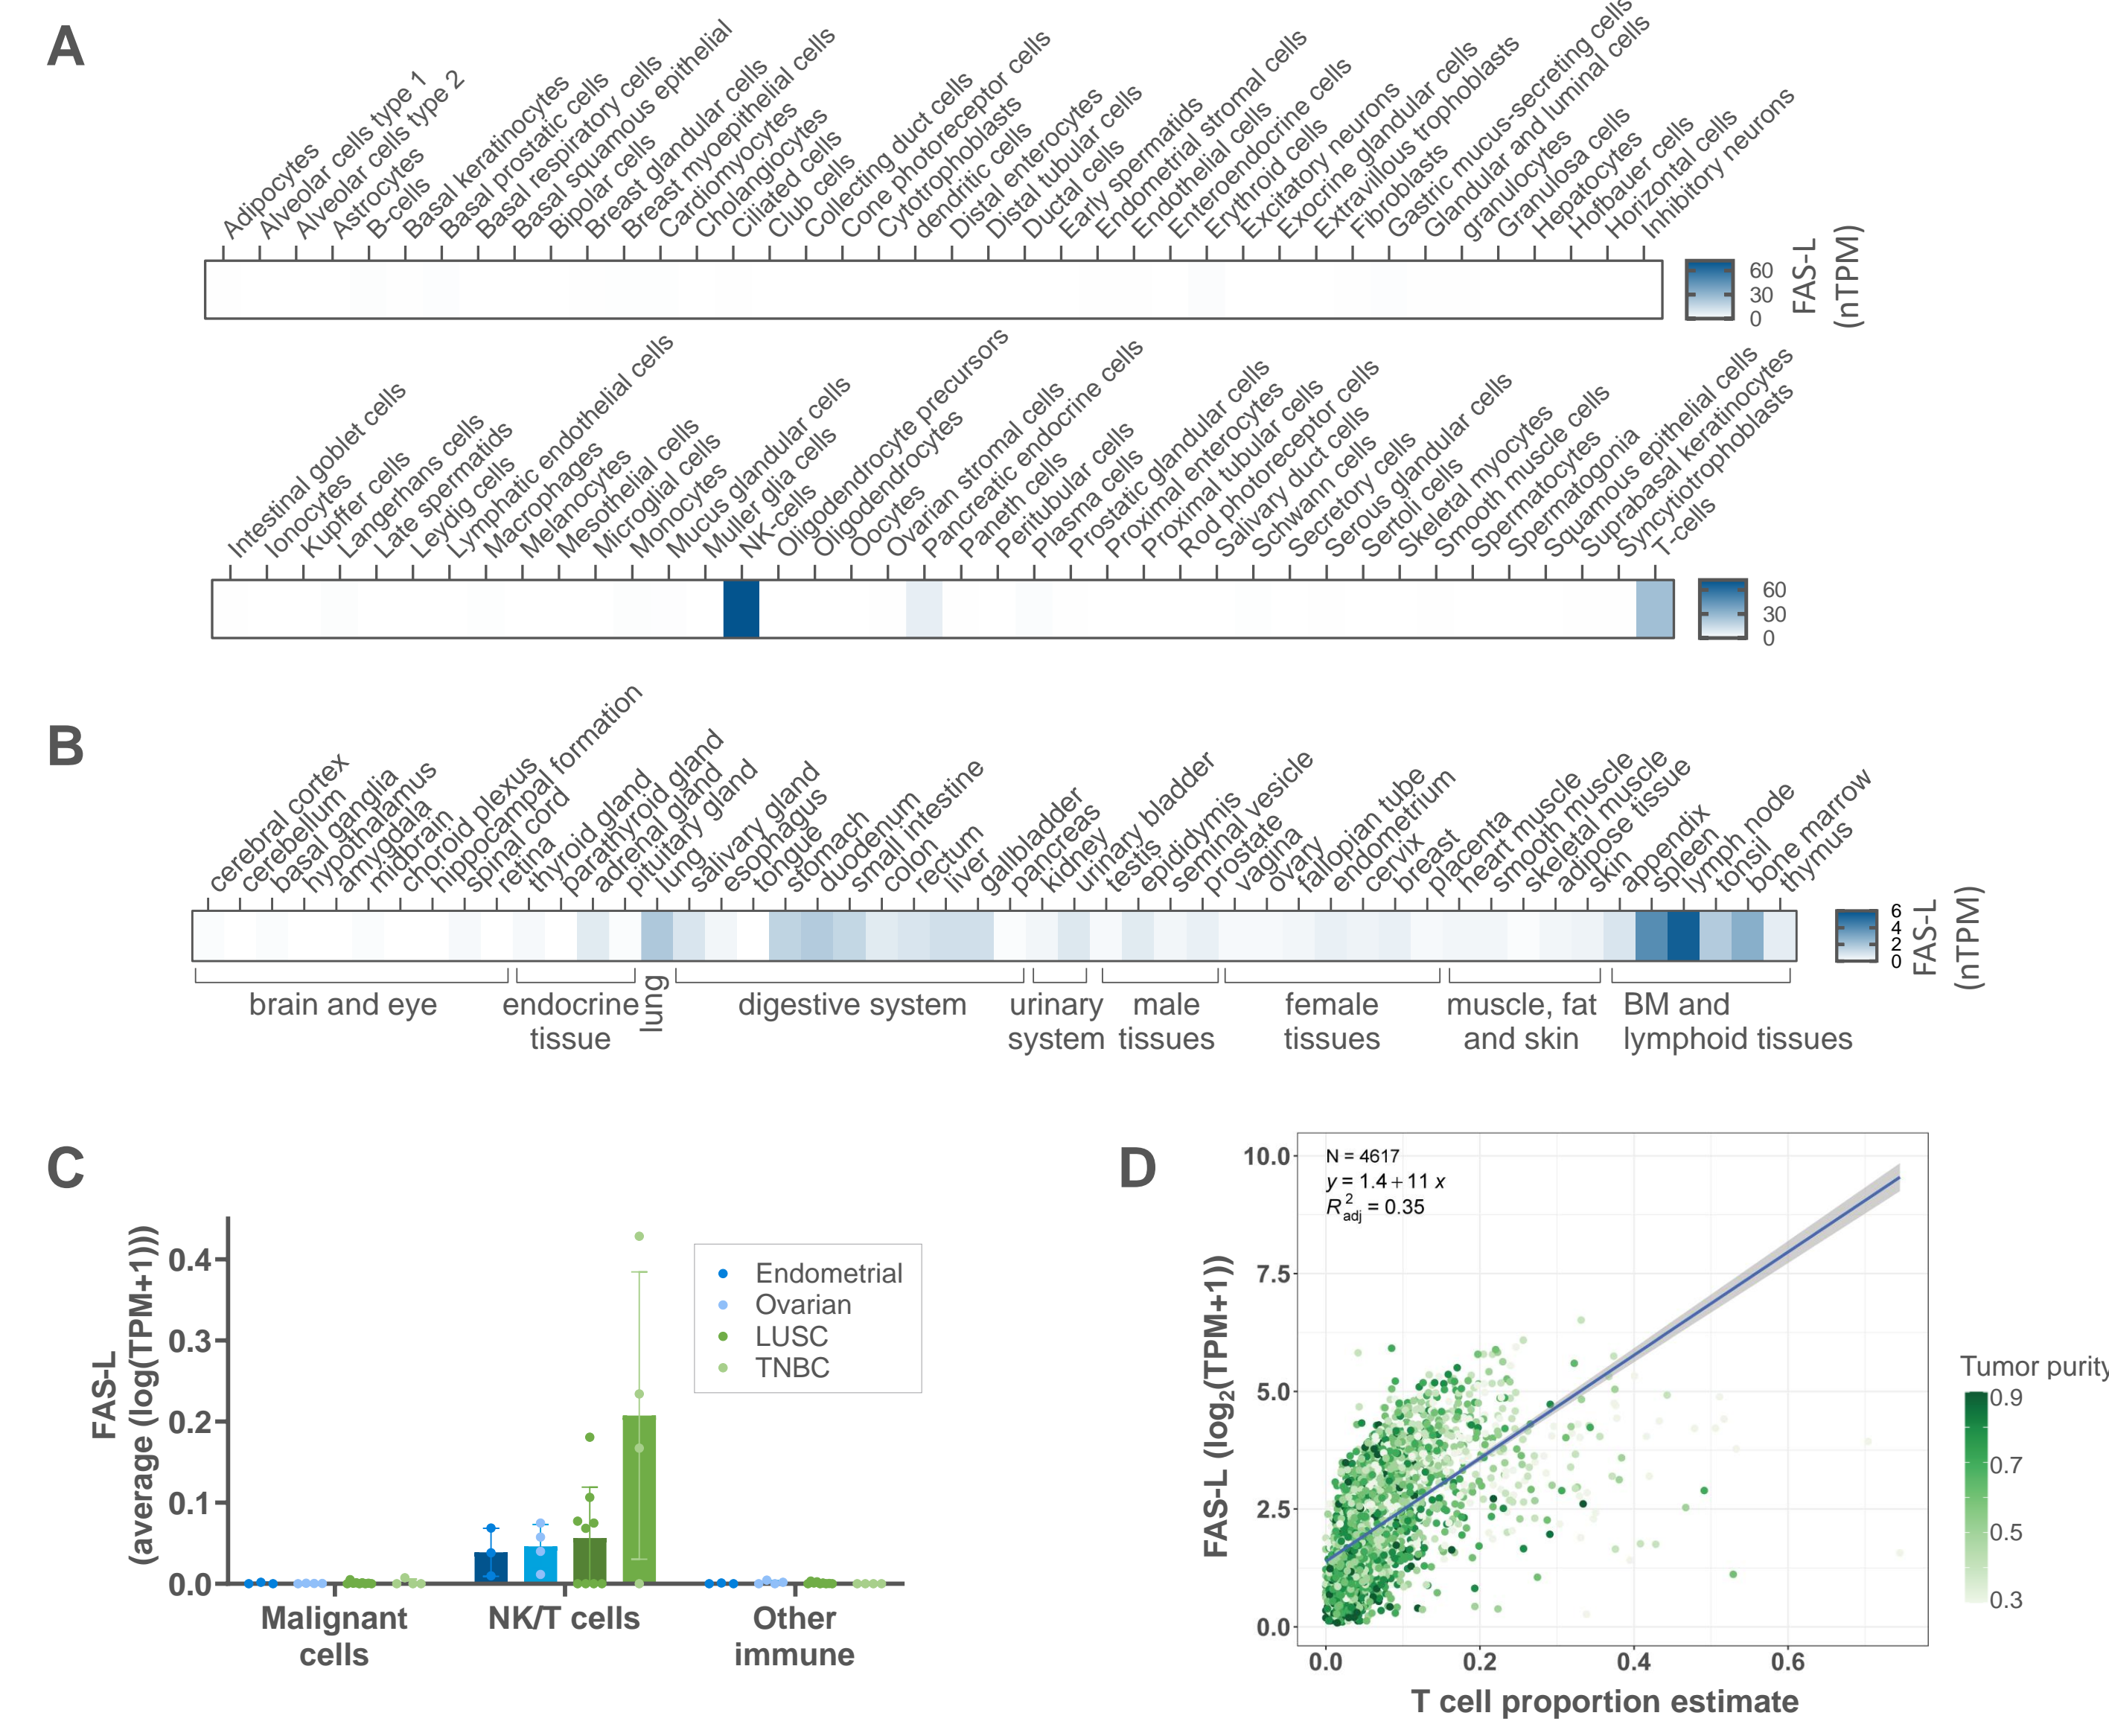 A
Adipocytes
Alveolar cells type 1
Alveolar cells type 2
Astrocytes
B-cells
Basal keratinocytes
Basal prostatic cells
Basal respiratory cells
Basal squamous epithelial
Bipolar cells
Breast glandular cells
Breast myoepithelial cells
Cardiomyocytes
Cholangiocytes
Ciliated cells
Club cells
Collecting duct cells
Cone photoreceptor cells
Cytotrophoblasts
dendritic cells
Distal enterocytes
Distal tubular cells
Ductal cells
Early spermatids
Endometrial stromal cells
Endothelial cells
Enteroendocrine cells
Erythroid cells
Excitatory neurons
Exocrine glandular cells
Extravillous trophoblasts
Fibroblasts
Gastric mucus-secreting cells
Glandular and luminal cells
granulocytes
Granulosa cells
Hepatocytes
Hofbauer cells
Horizontal cells
Inhibitory neurons
60
30
0
FAS-L
(nTPM)
Intestinal goblet cells
Ionocytes
Kupffer cells
Langerhans cells
Late spermatids
Leydig cells
Lymphatic endothelial cells
Macrophages
Melanocytes
Mesothelial cells
Microglial cells
Monocytes
Mucus glandular cells
Muller glia cells
NK-cells
Oligodendrocyte precursors
Oligodendrocytes
Oocytes
Ovarian stromal cells
Pancreatic endocrine cells
Paneth cells
Peritubular cells
Plasma cells
Prostatic glandular cells
Proximal enterocytes
Proximal tubular cells
Rod photoreceptor cells
Salivary duct cells
Schwann cells
Secretory cells
Serous glandular cells
Sertoli cells
Skeletal myocytes
Smooth muscle cells
Spermatocytes
Spermatogonia
Squamous epithelial cells
Suprabasal keratinocytes
Syncytiotrophoblasts
T-cells
60
30
0
B
cerebral cortex
cerebellum
basal ganglia
hypothalamus
amygdala
midbrain
choroid plexus
hippocampal formation
spinal cord
retina
thyroid gland
parathyroid gland
adrenal gland
pituitary gland
lung
salivary gland
esophagus
tongue
stomach
duodenum
small intestine
colon
rectum
liver
gallbladder
pancreas
kidney
urinary bladder
testis
epididymis
seminal vesicle
prostate
vagina
ovary
fallopian tube
endometrium
cervix
breast
placenta
heart muscle
smooth muscle
skeletal muscle
adipose tissue
skin
appendix
spleen
lymph node
tonsil
bone marrow
thymus
6
4
2
0
FAS-L
(nTPM)
brain and eye
endocrine
tissue
lung
digestive system
urinary
system
male
tissues
female
tissues
muscle, fat
and skin
BM and
lymphoid tissues
C
FAS-L
(average (log(TPM+1)))
0.4
0.3
0.2
0.1
0.0
Endometrial
Ovarian
LUSC
TNBC
Malignant
cells
NK/T cells
Other
immune
D
FAS-L (log2(TPM+1))
10.0
7.5
5.0
2.5
0.0
N = 4617
y = 1.4 + 11 x
R²adj = 0.35
0.0
0.2
0.4
0.6
T cell proportion estimate
Tumor purity
0.9
0.7
0.5
0.3